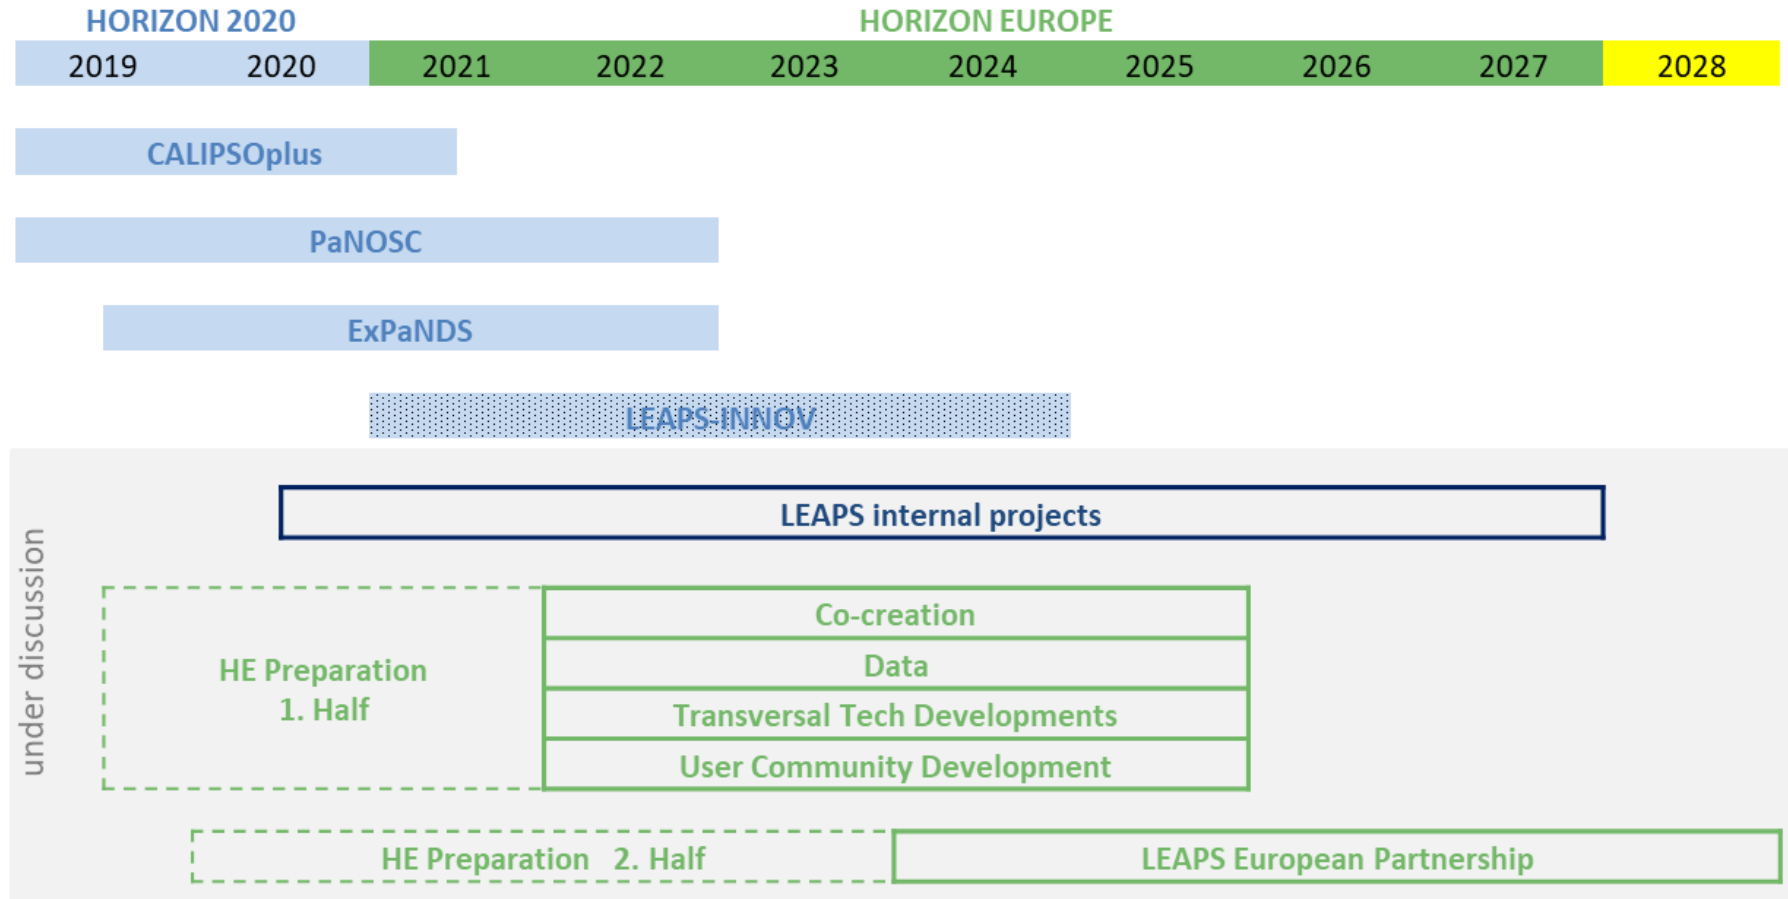 HORIZON 2020
HORIZON EUROPE
2019 2020 2021 2022 2023 2024 2025 2026 2027 2028
CALIPSOplus
PaNOSC
ExPaNDS
LEAPS-INNOV
under discussion
LEAPS internal projects
HE Preparation
1. Half
Co-creation
Data
Transversal Tech Developments
User Community Development
HE Preparation 2. Half
LEAPS European Partnership